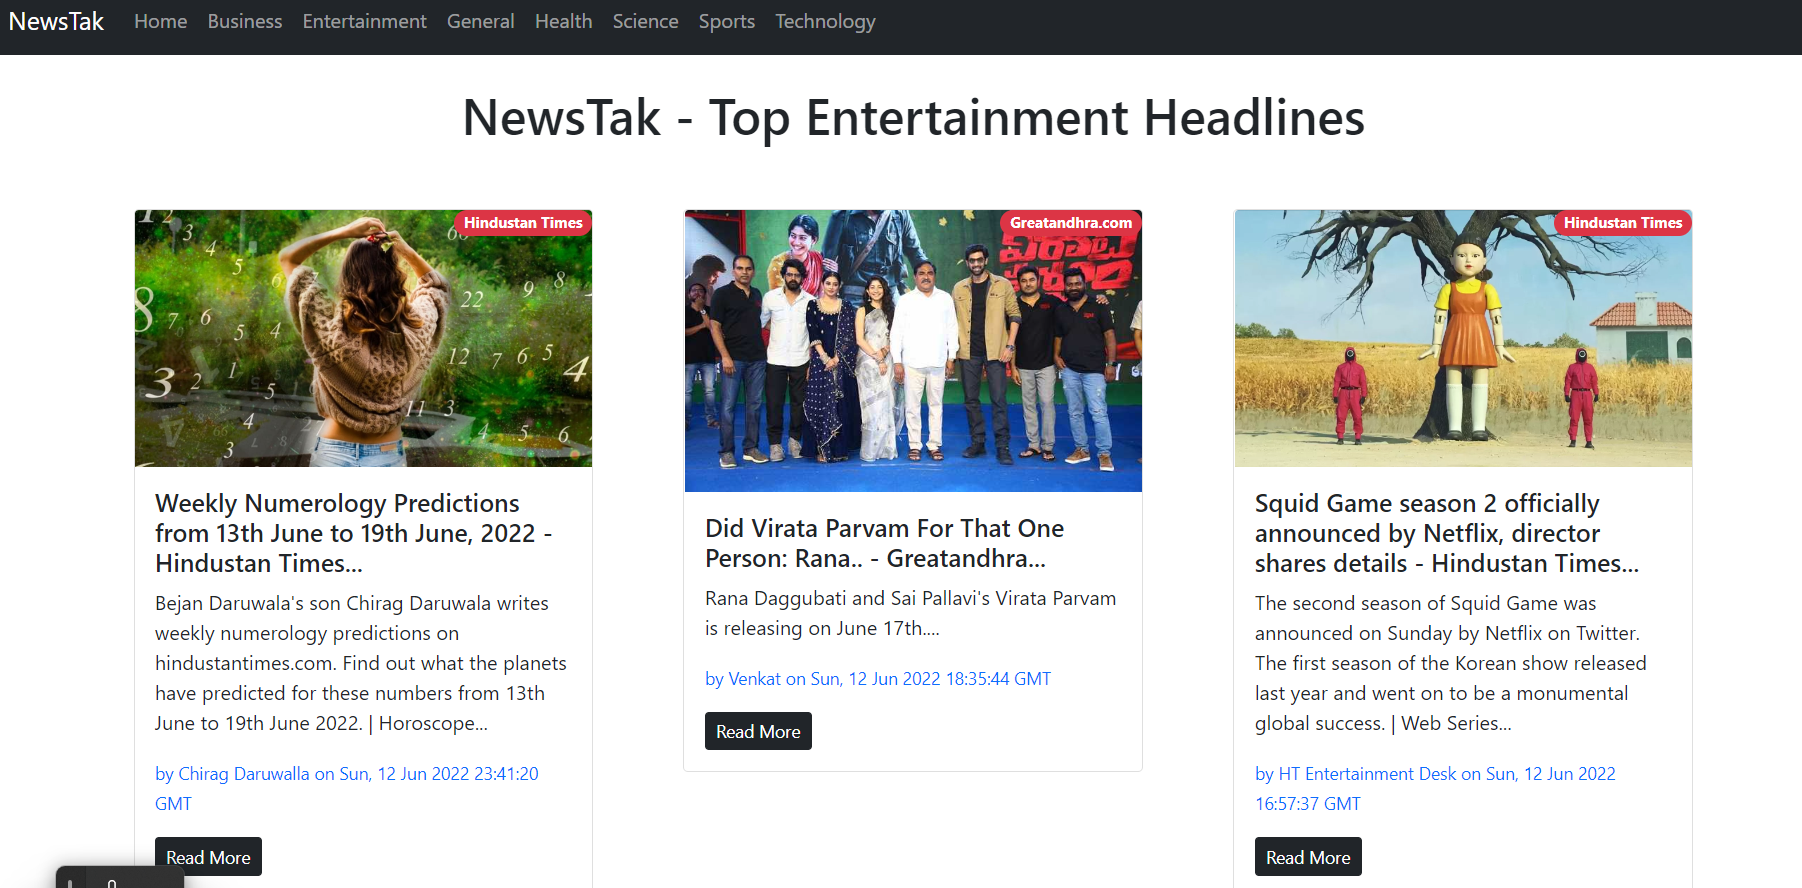 NewsTak Home Business Entertainment General Health Science Sports Technology
NewsTak - Top Entertainment Headlines
Hindustan Times
Weekly Numerology Predictions
from 13th June to 19th June, 2022 -
Hindustan Times...
Bejan Daruwala's son Chirag Daruwala writes
weekly numerology predictions on
hindustantimes.com. Find out what the planets
have predicted for these numbers from 13th
June to 19th June 2022. | Horoscope...
by Chirag Daruwalla on Sun, 12 Jun 2022 23:41:20
GMT
Read More
Greatandhra.com
విరాట
పర్వం
Did Virata Parvam For That One
Person: Rana.. - Greatandhra...
Rana Daggubati and Sai Pallavi's Virata Parvam
is releasing on June 17th....
by Venkat on Sun, 12 Jun 2022 18:35:44 GMT
Read More
Hindustan Times
Squid Game season 2 officially
announced by Netflix, director
shares details - Hindustan Times...
The second season of Squid Game was
announced on Sunday by Netflix on Twitter.
The first season of the Korean show released
last year and went on to be a monumental
global success. | Web Series...
by HT Entertainment Desk on Sun, 12 Jun 2022
16:57:37 GMT
Read More